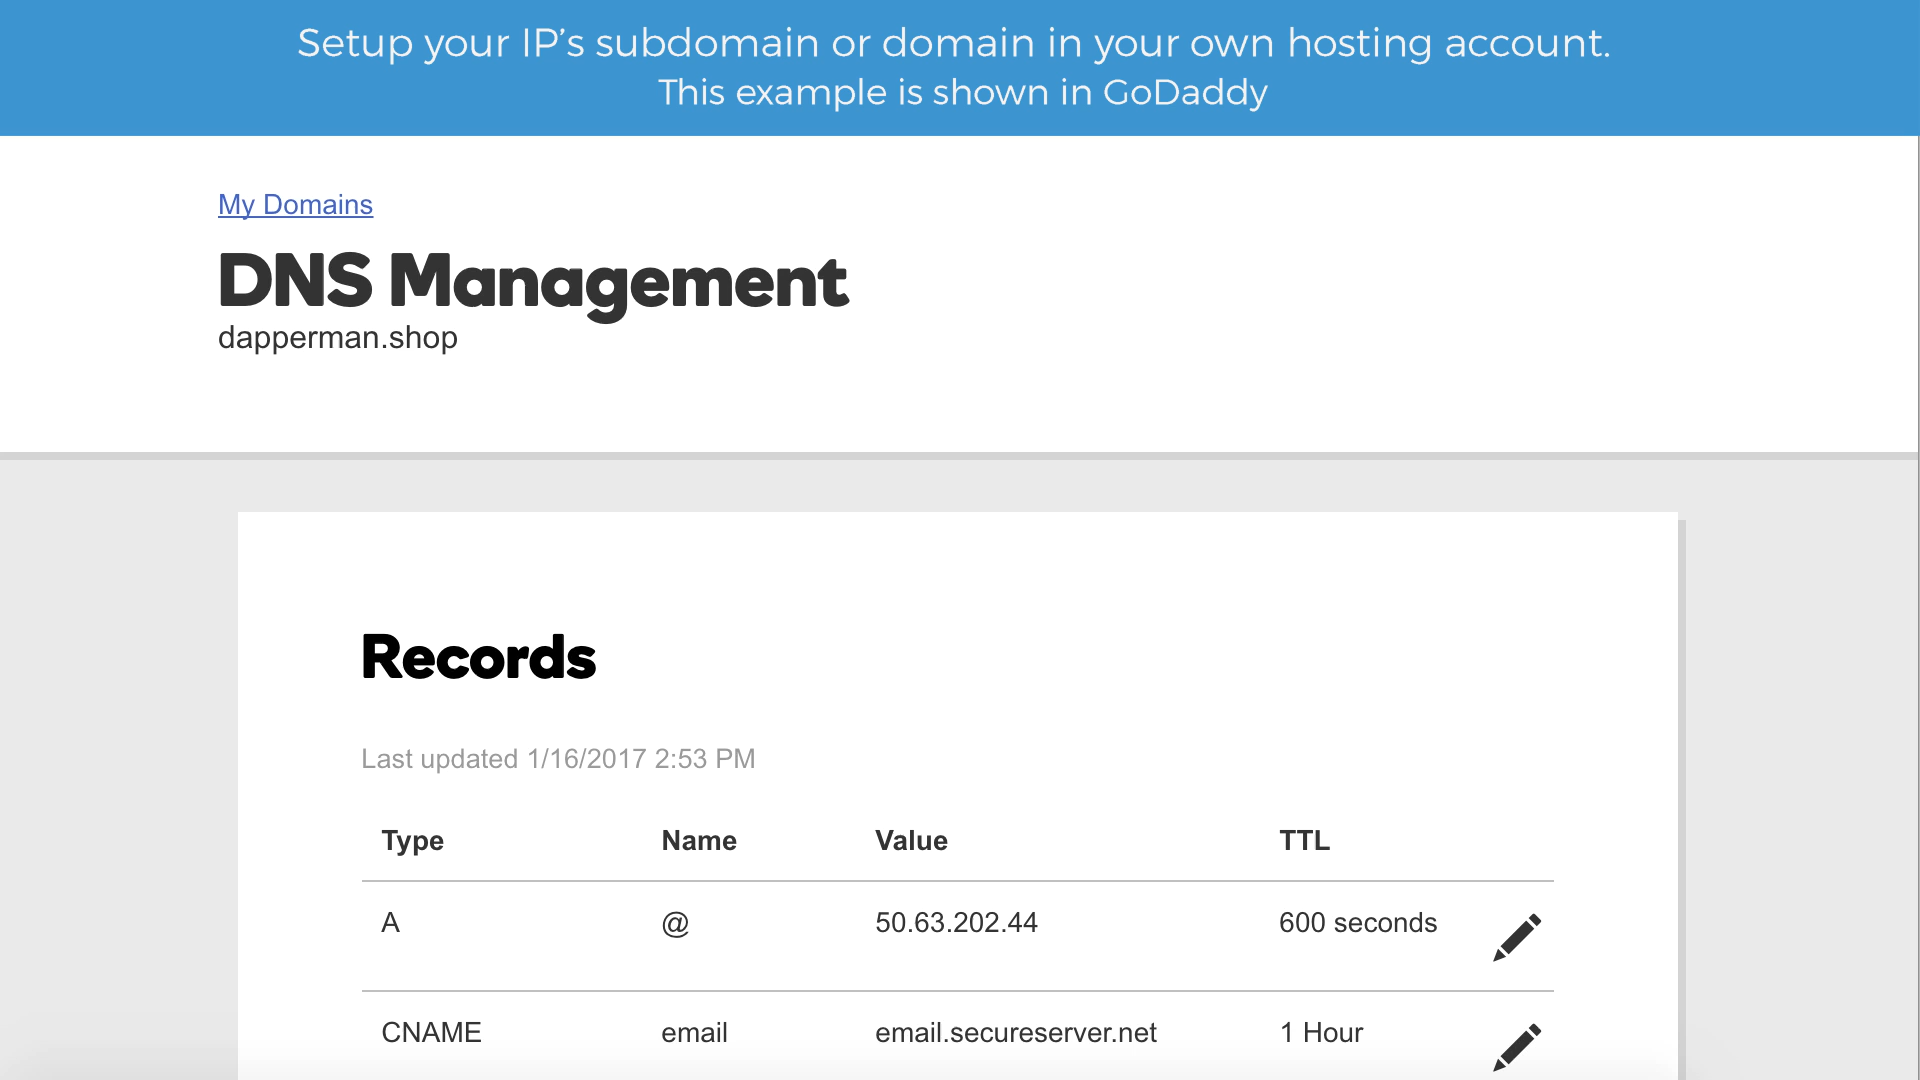 Setup your IP’s subdomain or domain in your own hosting account.
This example is shown in GoDaddy
My Domains
DNS Management
dapperman.shop
Records
Last updated 1/16/2017 2:53 PM
Type Name Value TTL
A @ 50.63.202.44 600 seconds
CNAME email email.secureserver.net 1 Hour